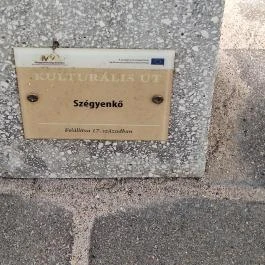 KULTURÁLIS ÚT
Szégyenkő
Felállítva 17. században